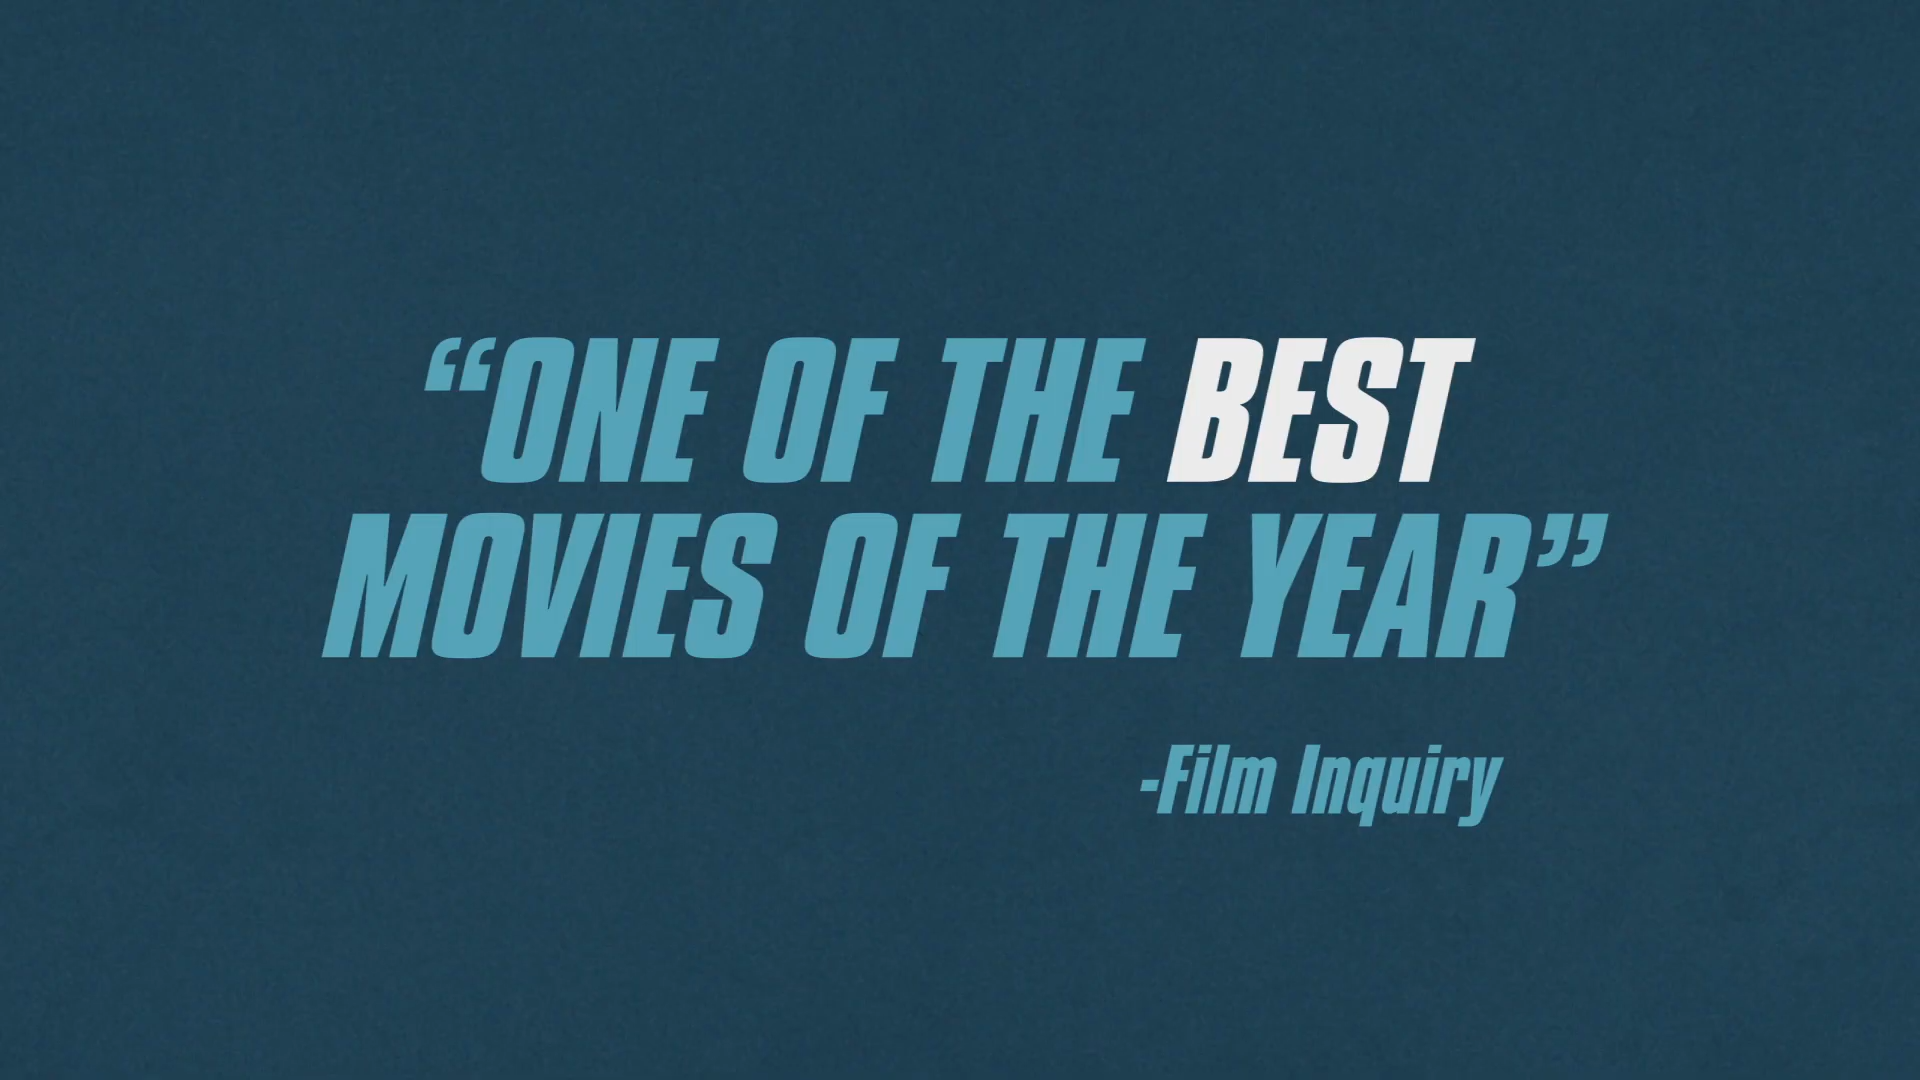 “ONE OF THE BEST
MOVIES OF THE YEAR”
-Film Inquiry